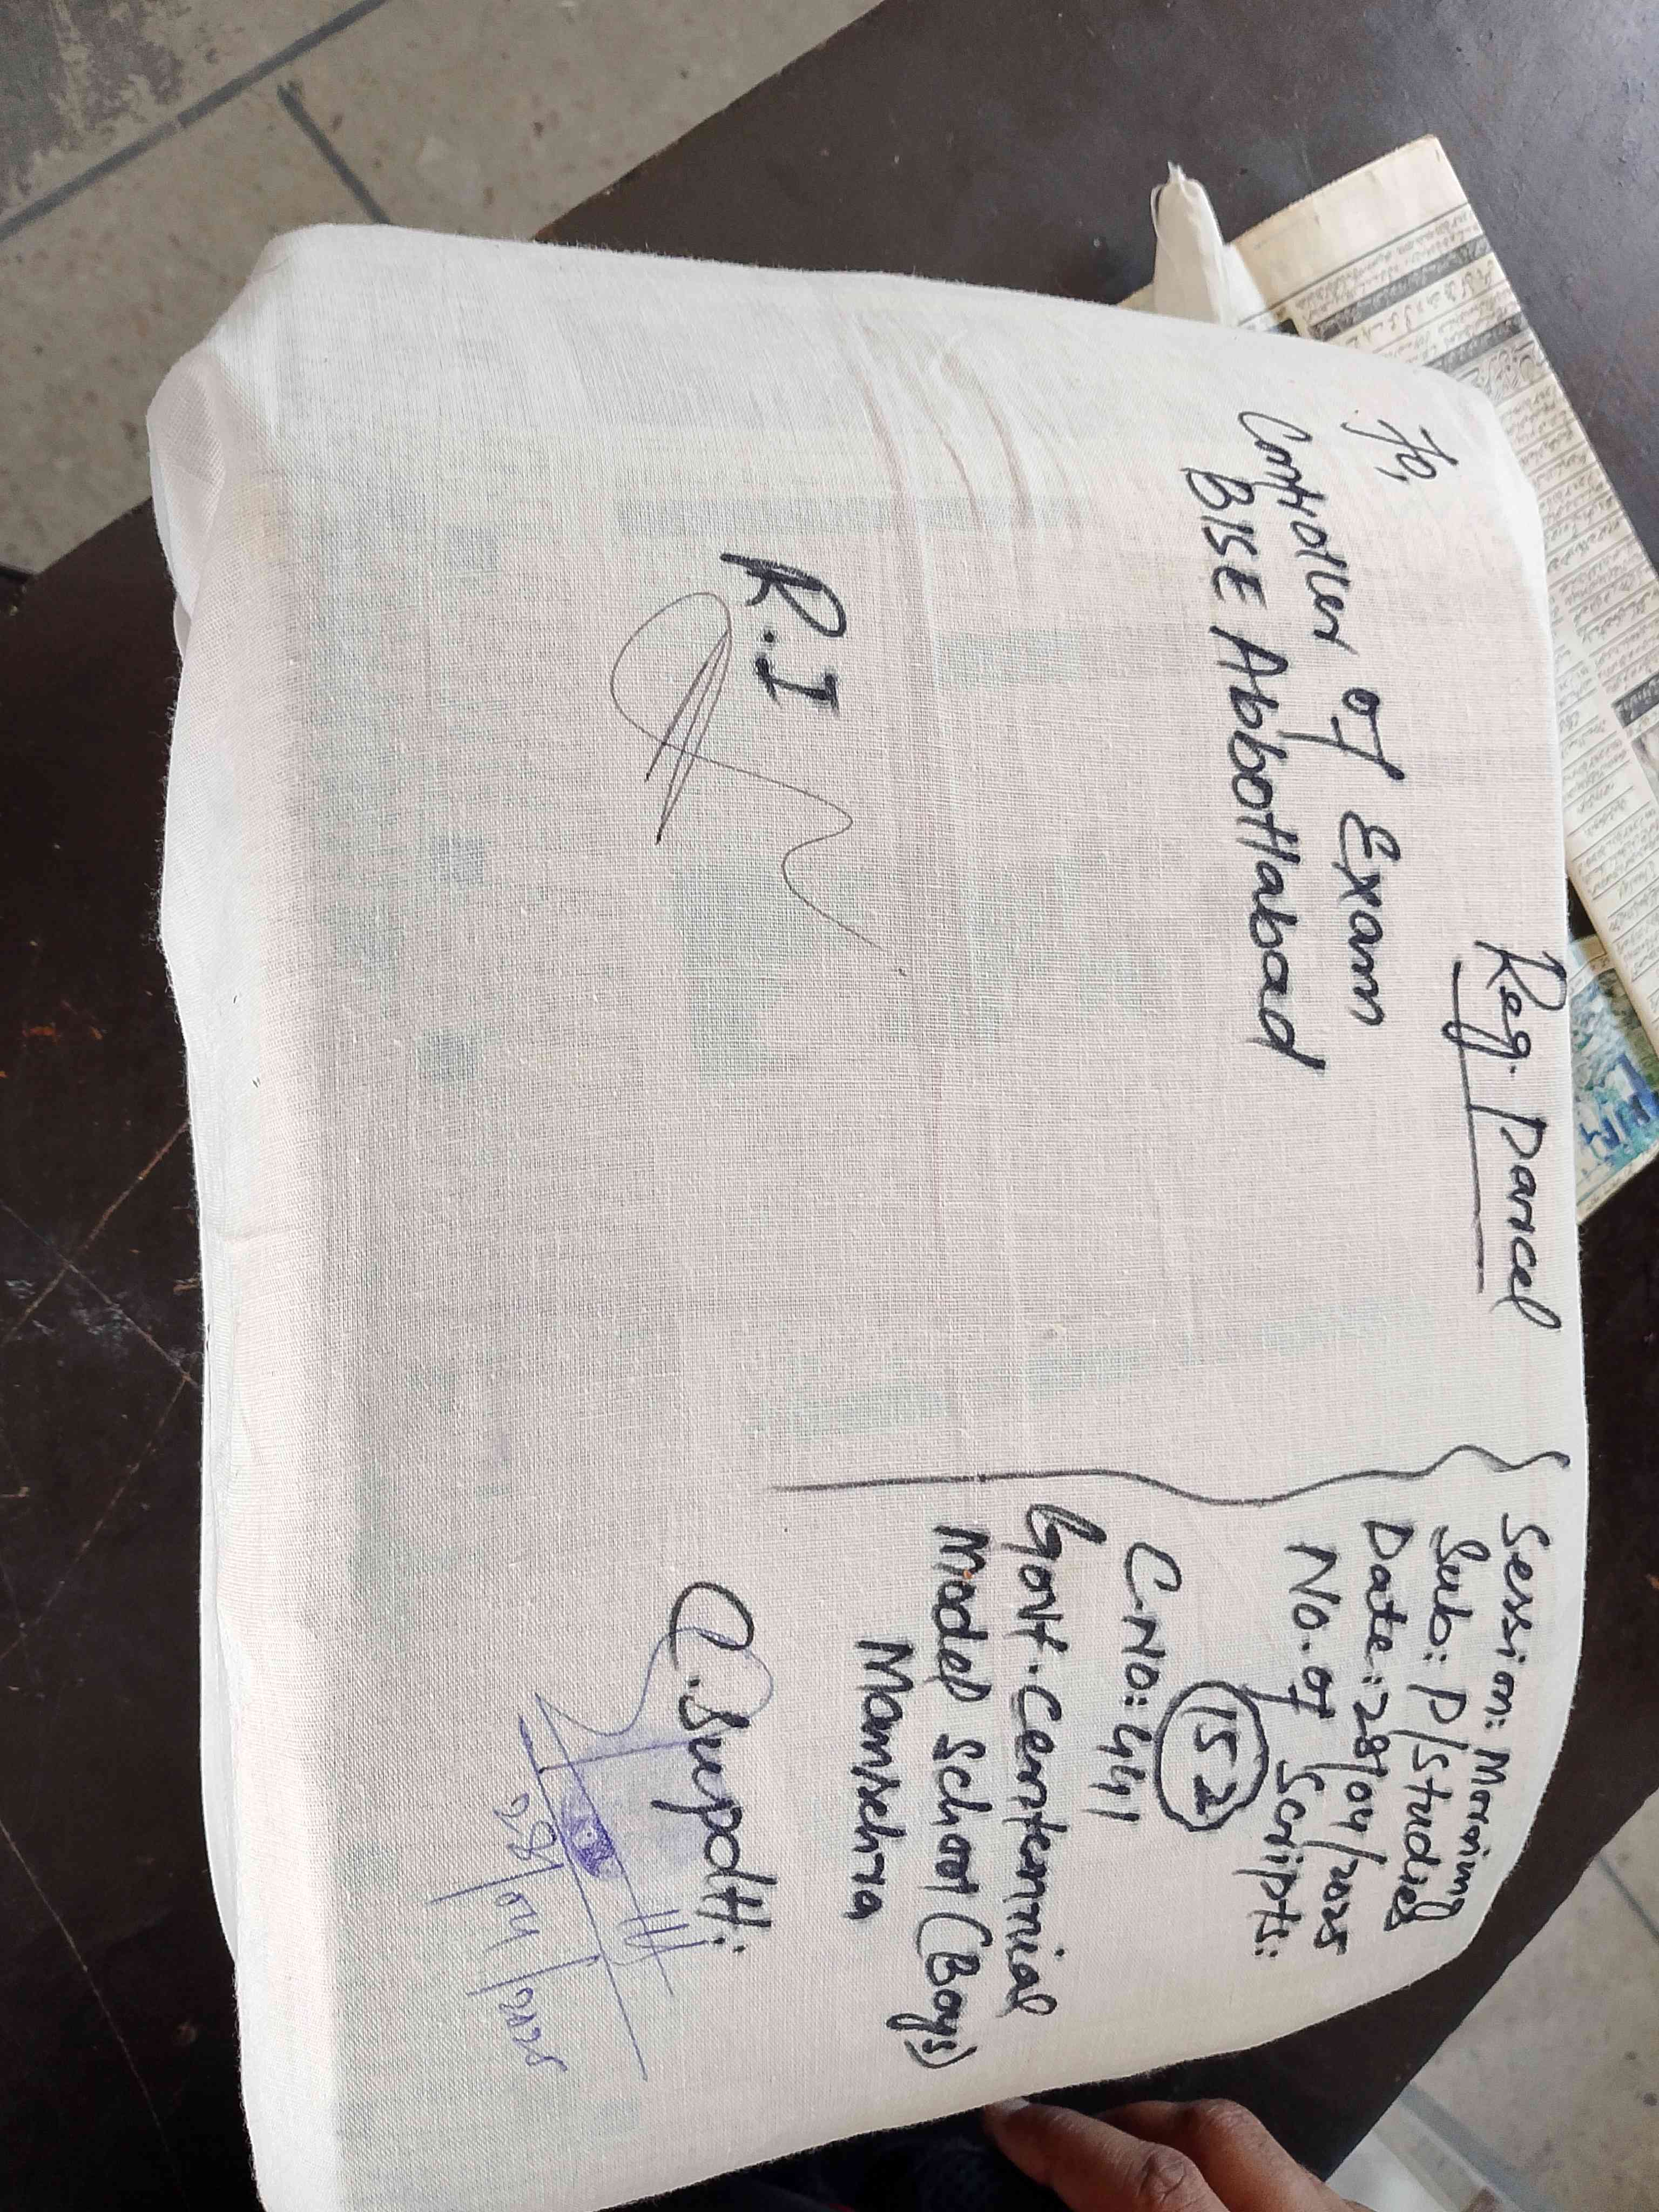 Reg. Parcel
To,
Controller of Exam
BISE Abbottabad
R.I
Session: Morning
Sub: P/Studies
Date: 28/04/2025
No. of Scripts:
152
C.No: 441
Govt. Centennial
Model School (Boys)
Mansehra
D.Supdtt:
28/04/2025